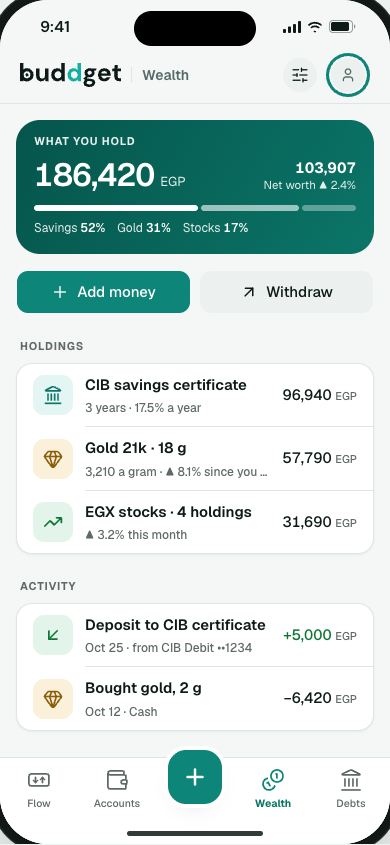 9:41
buddget
Wealth
WHAT YOU HOLD
186,420 EGP
103,907
Net worth ▲ 2.4%
Savings 52% Gold 31% Stocks 17%
+ Add money
Withdraw
HOLDINGS
CIB savings certificate
3 years · 17.5% a year
96,940 EGP
Gold 21k · 18 g
3,210 a gram · ▲ 8.1% since you …
57,790 EGP
EGX stocks · 4 holdings
▲ 3.2% this month
31,690 EGP
ACTIVITY
Deposit to CIB certificate
Oct 25 · from CIB Debit ••1234
+5,000 EGP
Bought gold, 2 g
Oct 12 · Cash
−6,420 EGP
Flow
Accounts
Wealth
Debts